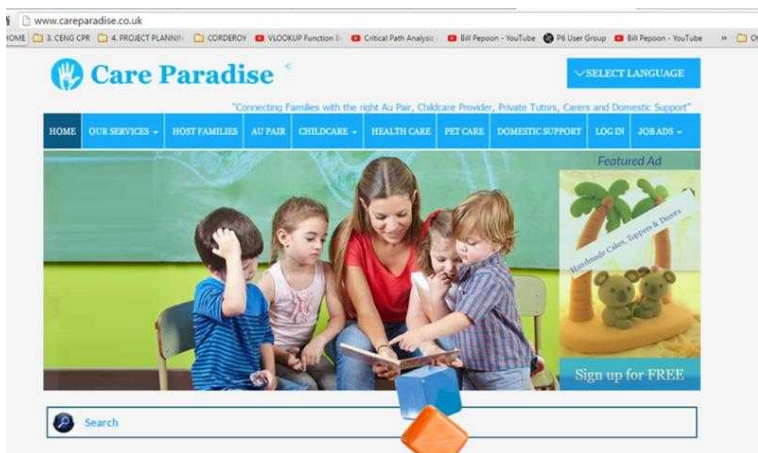 www.careparadise.co.uk
HOME 3. CENG CPR 4. PROJECT PLANNIN CORDEROY VLOOKUP Function Critical Path Analysis Bill Pepoon - YouTube P6 User Group Bill Pepoon - YouTube »
Care Paradise ©
SELECT LANGUAGE
"Connecting Families with the right Au Pair, Childcare Provider, Private Tutors, Carers and Domestic Support"
HOME OUR SERVICES HOST FAMILIES AU PAIR CHILDCARE HEALTH CARE PET CARE DOMESTIC SUPPORT LOG IN JOB ADS
Featured Ad
Handmade Cakes, Toppers & Decors
Sign up for FREE
Search